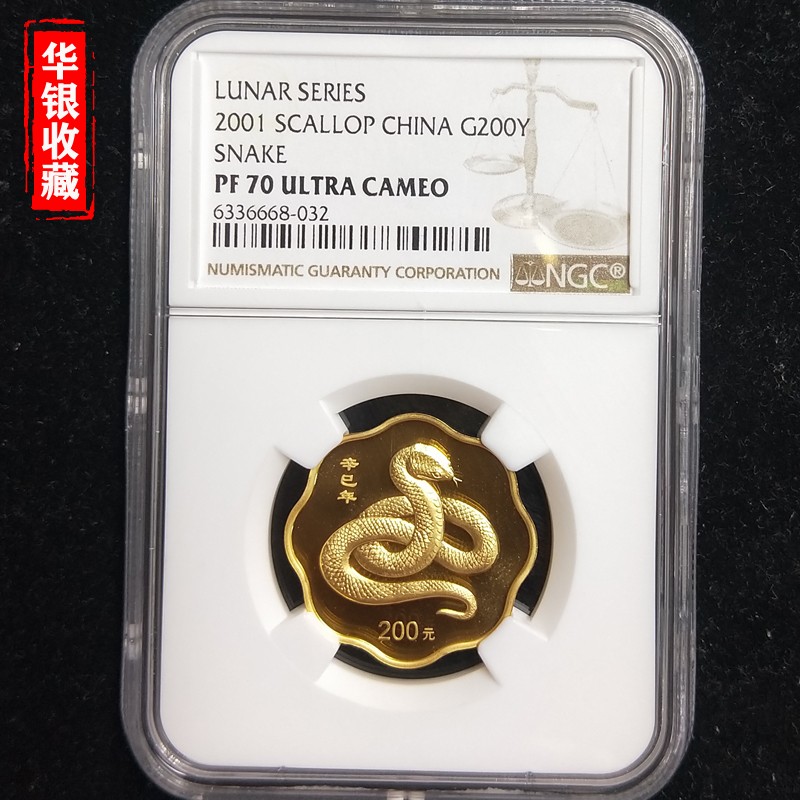 华银收藏
LUNAR SERIES
2001 SCALLOP CHINA G200Y
SNAKE
PF 70 ULTRA CAMEO
6336668-032
NUMISMATIC GUARANTY CORPORATION
NGC®
辛巳年
200元